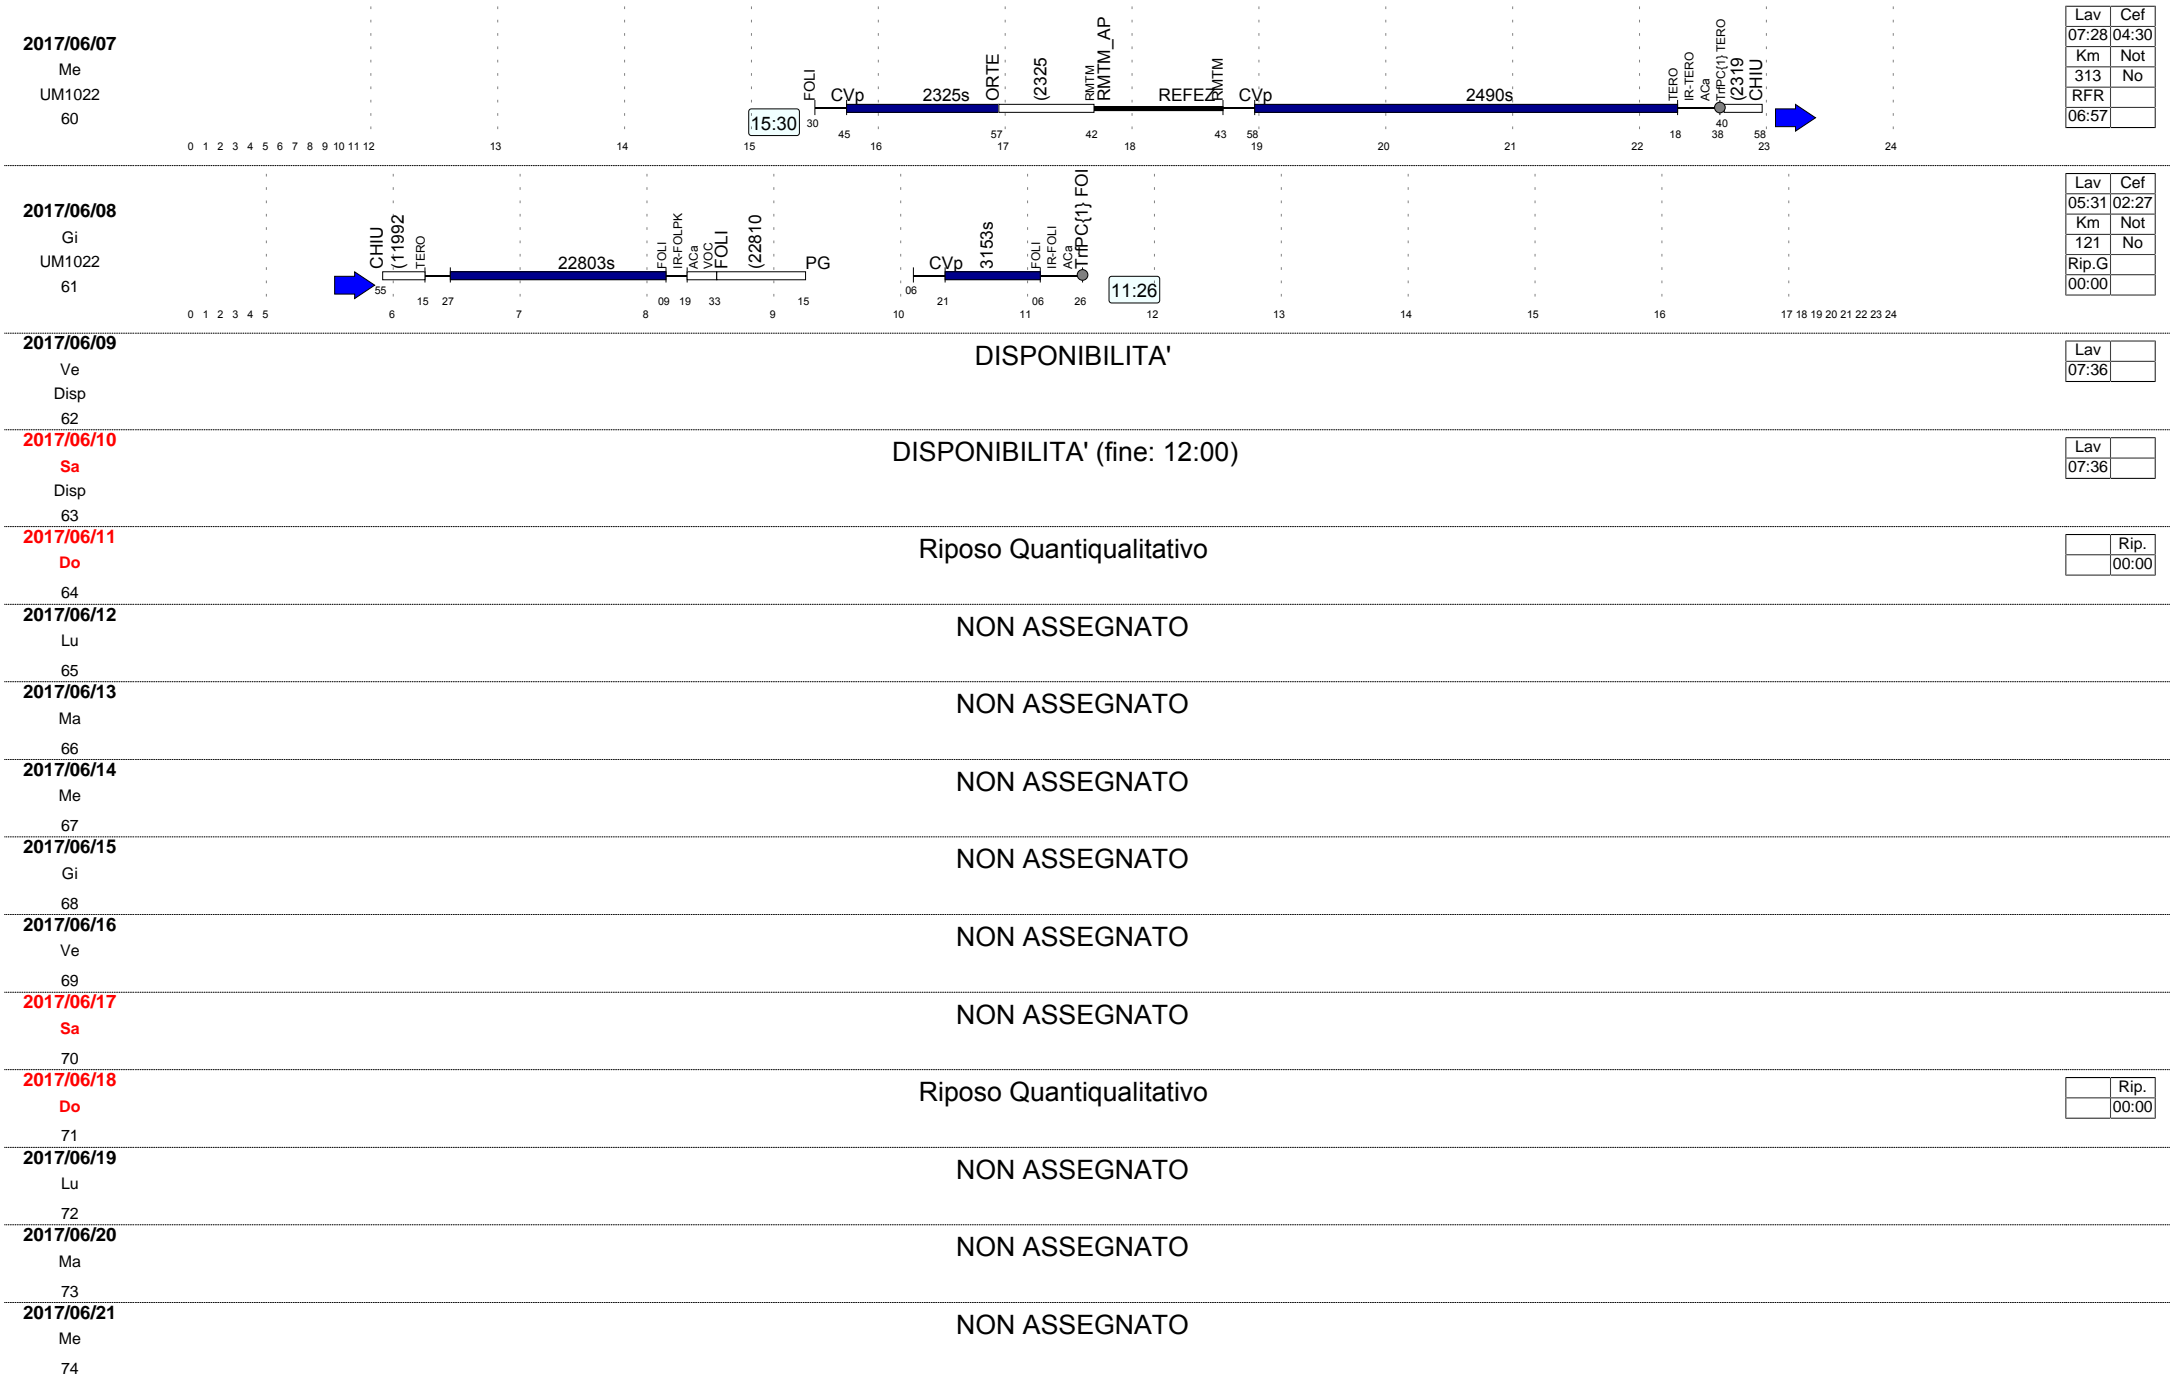 2017/06/07
Me
UM1022
60
15:30
FOLI
CVp
2325s
ORTE
(2325
RMTM
RMTM_AP
REFEZ
RMTM
CVp
2490s
TERO
IR-TERO
ACa
TrfPC{1} TERO
(2319
CHIU
30 45 57 42 43 58 18 38 40 58
0 1 2 3 4 5 6 7 8 9 10 11 12 13 14 15 16 17 18 19 20 21 22 23 24
Lav Cef
07:28 04:30
Km Not
313 No
RFR
06:57
2017/06/08
Gi
UM1022
61
CHIU
(11992
TERO
22803s
FOLI
IR-FOLPK
ACa
VOC
FOLI
(22810
PG
CVp
3153s
FOLI
IR-FOLI
ACa
TrfPC{1} FOI
11:26
55 15 27 09 19 33 15 06 21 06 26
0 1 2 3 4 5 6 7 8 9 10 11 12 13 14 15 16 17 18 19 20 21 22 23 24
Lav Cef
05:31 02:27
Km Not
121 No
Rip.G
00:00
2017/06/09
Ve
Disp
62
DISPONIBILITA'
Lav
07:36
2017/06/10
Sa
Disp
63
DISPONIBILITA' (fine: 12:00)
Lav
07:36
2017/06/11
Do
64
Riposo Quantiqualitativo
Rip.
00:00
2017/06/12
Lu
65
NON ASSEGNATO
2017/06/13
Ma
66
NON ASSEGNATO
2017/06/14
Me
67
NON ASSEGNATO
2017/06/15
Gi
68
NON ASSEGNATO
2017/06/16
Ve
69
NON ASSEGNATO
2017/06/17
Sa
70
NON ASSEGNATO
2017/06/18
Do
71
Riposo Quantiqualitativo
Rip.
00:00
2017/06/19
Lu
72
NON ASSEGNATO
2017/06/20
Ma
73
NON ASSEGNATO
2017/06/21
Me
74
NON ASSEGNATO